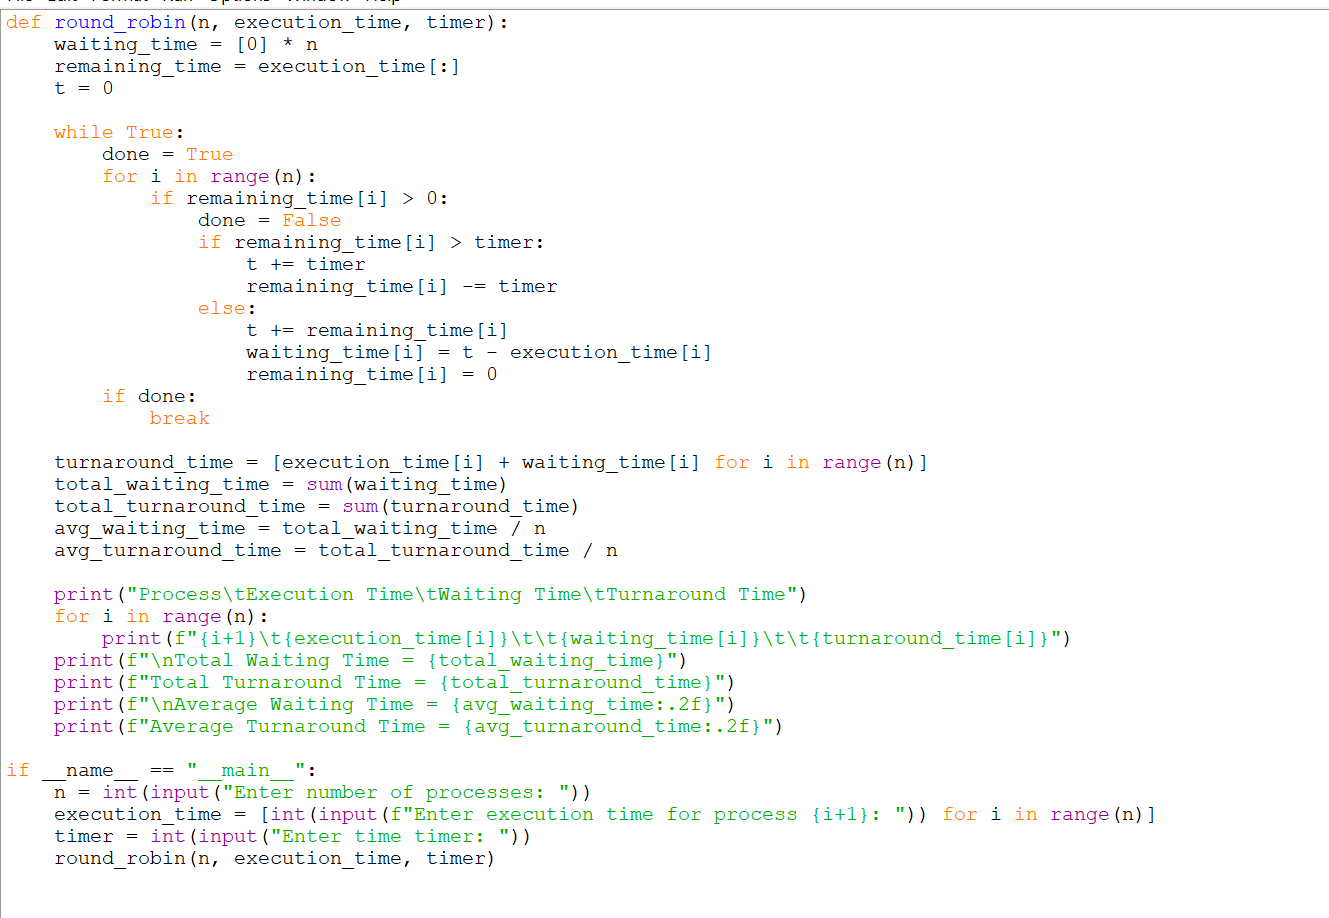 def round_robin(n, execution_time, timer):
    waiting_time = [0] * n
    remaining_time = execution_time[:]
    t = 0

    while True:
        done = True
        for i in range(n):
            if remaining_time[i] > 0:
                done = False
                if remaining_time[i] > timer:
                    t += timer
                    remaining_time[i] -= timer
                else:
                    t += remaining_time[i]
                    waiting_time[i] = t - execution_time[i]
                    remaining_time[i] = 0
        if done:
            break

    turnaround_time = [execution_time[i] + waiting_time[i] for i in range(n)]
    total_waiting_time = sum(waiting_time)
    total_turnaround_time = sum(turnaround_time)
    avg_waiting_time = total_waiting_time / n
    avg_turnaround_time = total_turnaround_time / n

    print("Process\tExecution Time\tWaiting Time\tTurnaround Time")
    for i in range(n):
        print(f"{i+1}\t{execution_time[i]}\t\t{waiting_time[i]}\t\t{turnaround_time[i]}")
    print(f"\nTotal Waiting Time = {total_waiting_time}")
    print(f"Total Turnaround Time = {total_turnaround_time}")
    print(f"\nAverage Waiting Time = {avg_waiting_time:.2f}")
    print(f"Average Turnaround Time = {avg_turnaround_time:.2f}")

if __name__ == "__main__":
    n = int(input("Enter number of processes: "))
    execution_time = [int(input(f"Enter execution time for process {i+1}: ")) for i in range(n)]
    timer = int(input("Enter time timer: "))
    round_robin(n, execution_time, timer)